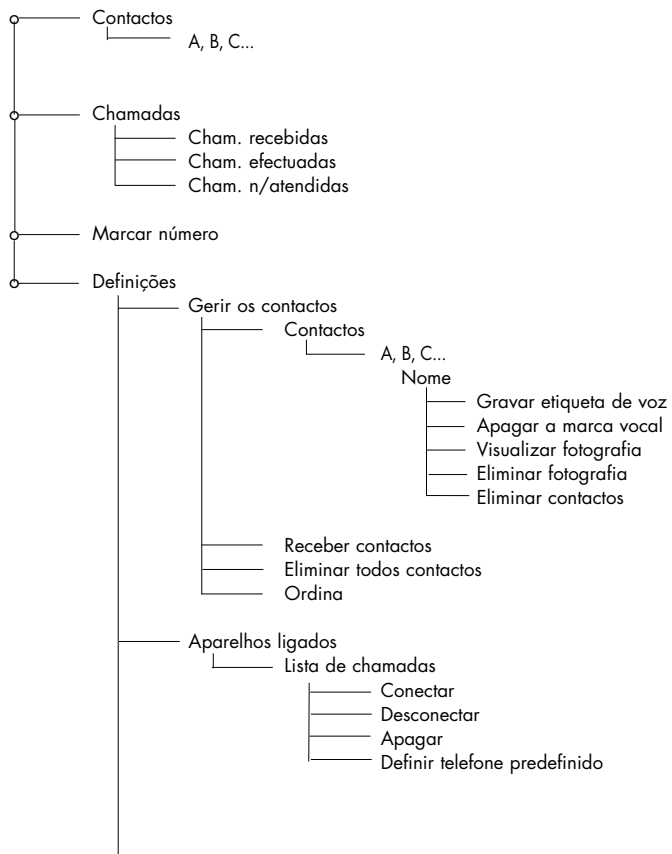 Contactos
A, B, C...
Chamadas
Cham. recebidas
Cham. efectuadas
Cham. n/atendidas
Marcar número
Definições
Gerir os contactos
Contactos
A, B, C...
Nome
Gravar etiqueta de voz
Apagar a marca vocal
Visualizar fotografia
Eliminar fotografia
Eliminar contactos
Receber contactos
Eliminar todos contactos
Ordina
Aparelhos ligados
Lista de chamadas
Conectar
Desconectar
Apagar
Definir telefone predefinido